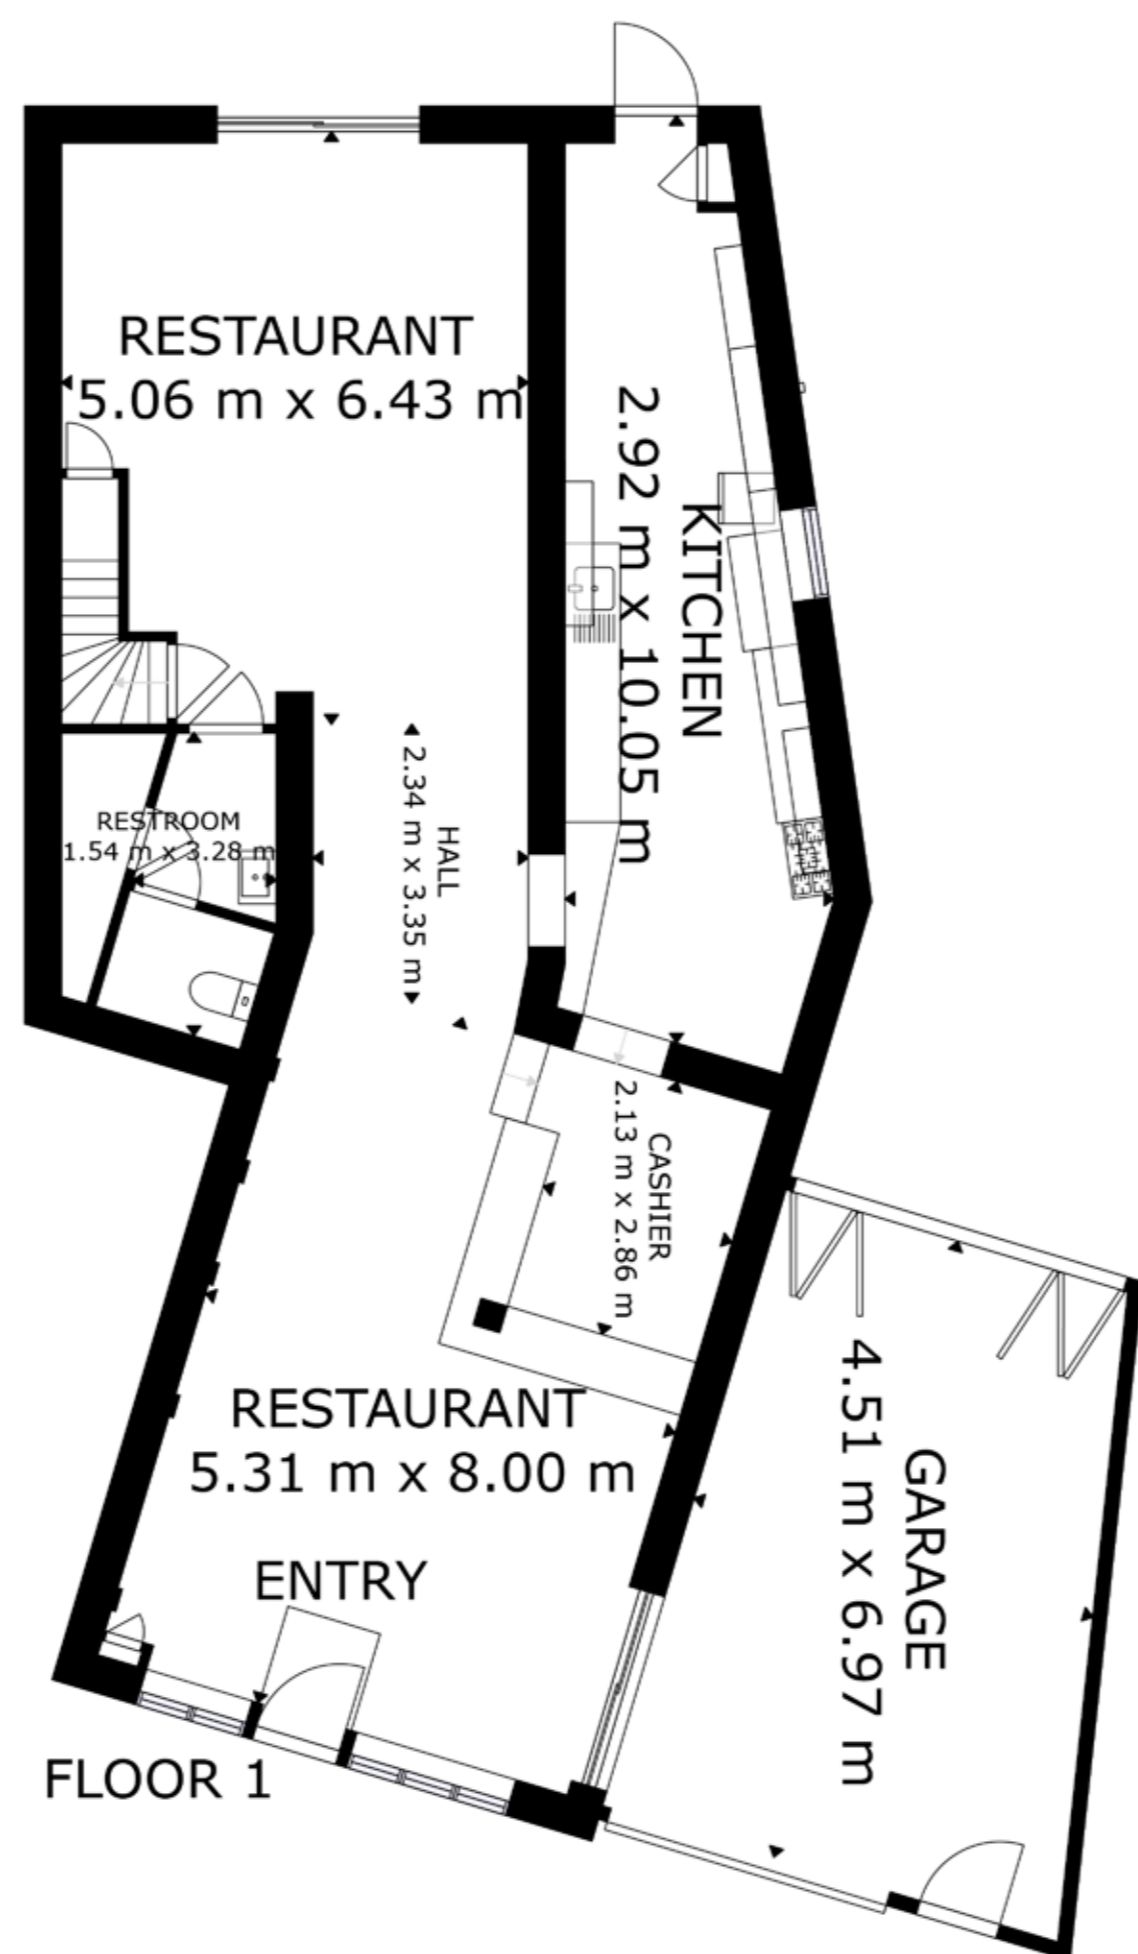 RESTAURANT
5.06 m x 6.43 m
KITCHEN
2.92 m x 10.05 m
RESTROOM
1.54 m x 3.28 m
HALL
2.34 m x 3.35 m
CASHIER
2.13 m x 2.86 m
RESTAURANT
5.31 m x 8.00 m
GARAGE
4.51 m x 6.97 m
ENTRY
FLOOR 1